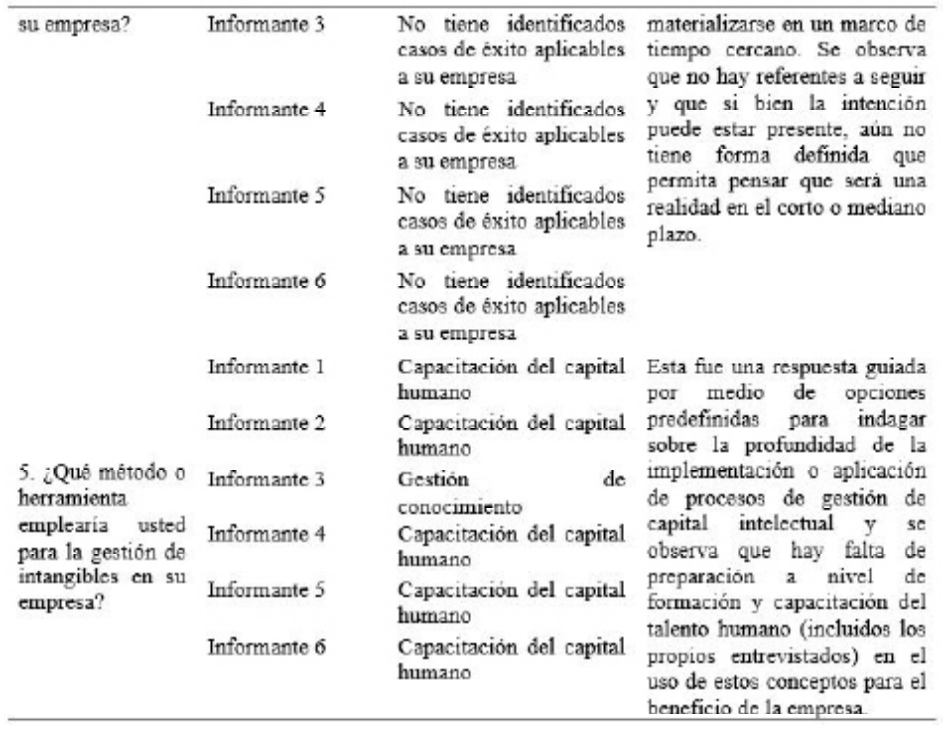 su empresa?
Informante 3
No tiene identificados
casos de éxito aplicables
a su empresa
Informante 4
No tiene identificados
casos de éxito aplicables
a su empresa
Informante 5
No tiene identificados
casos de éxito aplicables
a su empresa
Informante 6
No tiene identificados
casos de éxito aplicables
a su empresa
materializarse en un marco de
tiempo cercano. Se observa
que no hay referentes a seguir
y que si bien la intención
puede estar presente, aún no
tiene forma definida que
permita pensar que será una
realidad en el corto o mediano
plazo.
5. ¿Qué método o
herramienta
emplearía usted
para la gestión de
intangibles en su
empresa?
Informante 1
Capacitación del capital
humano
Informante 2
Capacitación del capital
humano
Informante 3
Gestión de
conocimiento
Informante 4
Capacitación del capital
humano
Informante 5
Capacitación del capital
humano
Informante 6
Capacitación del capital
humano
Esta fue una respuesta guiada
por medio de opciones
predefinidas para indagar
sobre la profundidad de la
implementación o aplicación
de procesos de gestión de
capital intelectual y se
observa que hay falta de
preparación a nivel de
formación y capacitación del
talento humano (incluidos los
propios entrevistados) en el
uso de estos conceptos para el
beneficio de la empresa.